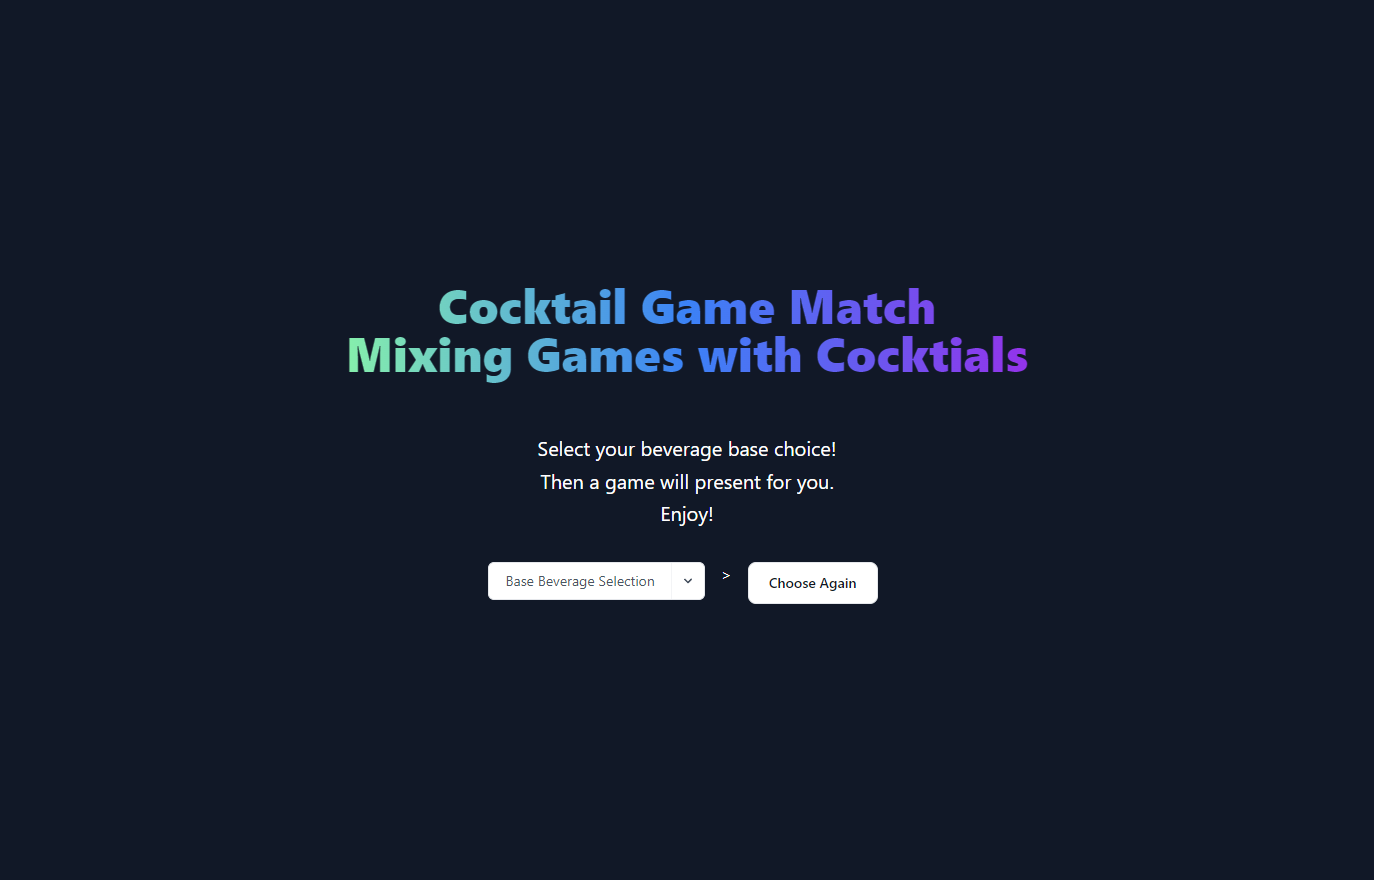 Cocktail Game Match
Mixing Games with Cocktials
Select your beverage base choice!
Then a game will present for you.
Enjoy!
Base Beverage Selection > Choose Again